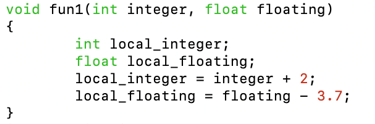 void fun1(int integer, float floating)
{
        int local_integer;
        float local_floating;
        local_integer = integer + 2;
        local_floating = floating - 3.7;
}